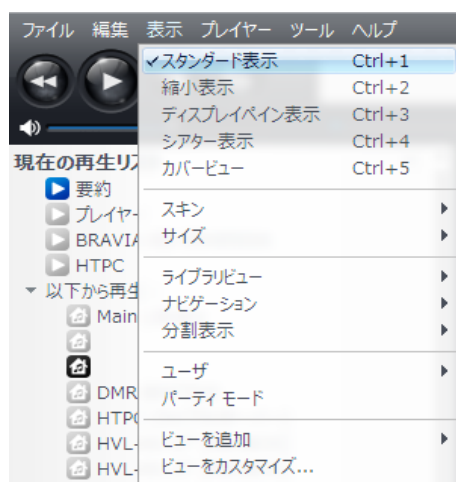 ファイル 編集 表示 プレイヤー ツール ヘルプ
✓スタンダード表示 Ctrl+1
縮小表示 Ctrl+2
ディスプレイペイン表示 Ctrl+3
シアター表示 Ctrl+4
カバービュー Ctrl+5
スキン
サイズ
ライブラリビュー
ナビゲーション
分割表示
ユーザ
パーティ モード
ビューを追加
ビューをカスタマイズ...
現在の再生リ
要約
プレイヤー
BRAVIA
HTPC
以下から再生
Main
DMR
HTPC
HVL-
HVL-